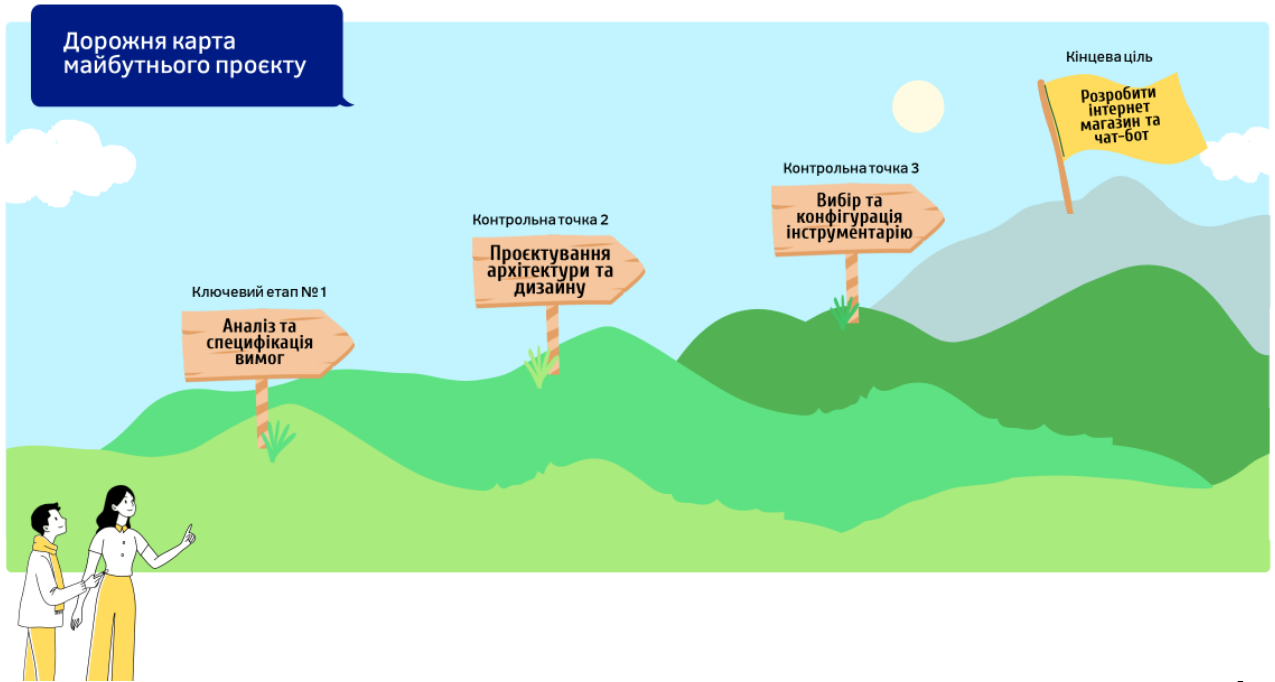 Дорожня карта
майбутнього проєкту
Кінцева ціль
Розробити
інтернет
магазин та
чат-бот
Контрольна точка 3
Вибір та
конфігурація
інструментарію
Контрольна точка 2
Проєктування
архітектури та
дизайну
Ключевий етап №1
Аналіз та
специфікація
вимог